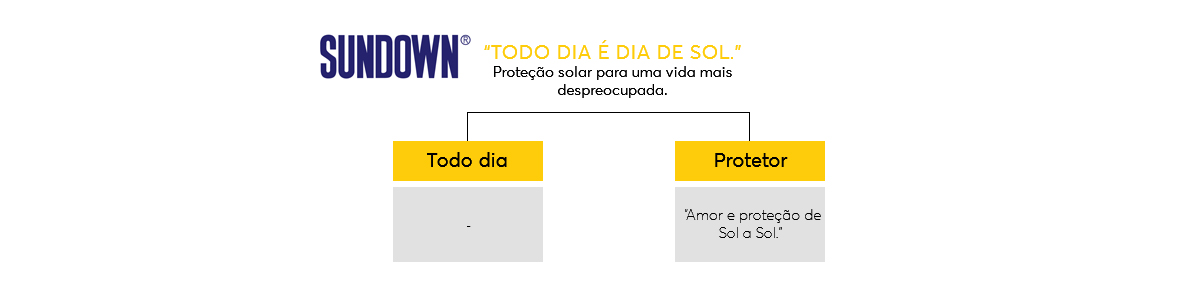 SUNDOWN®
"TODO DIA É DIA DE SOL."
Proteção solar para uma vida mais
despreocupada.
Todo dia
Protetor
-
"Amor e proteção de
Sol a Sol."